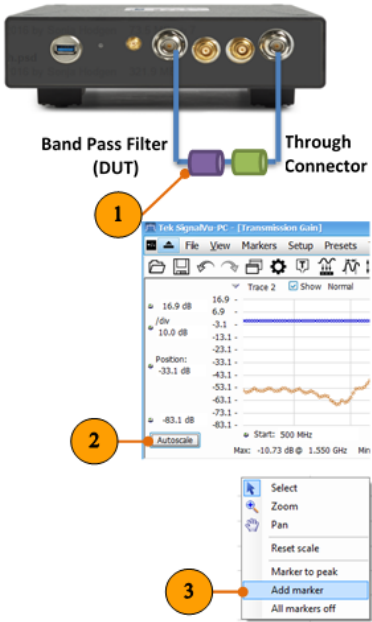 Band Pass Filter
(DUT)
Through
Connector
1
Tek SignalVu-PC - [Transmission Gain]
File View Markers Setup Presets
Trace 2 Show Normal
16.9 dB
/div
10.0 dB
Position:
-33.1 dB
-83.1 dB
16.9
6.9
-3.1
-13.1
-23.1
-33.1
-43.1
-53.1
-63.1
-73.1
-83.1
2
Autoscale
Start: 500 MHz
Max: -10.73 dB @ 1.550 GHz Min
Select
Zoom
Pan
Reset scale
Marker to peak
3
Add marker
All markers off